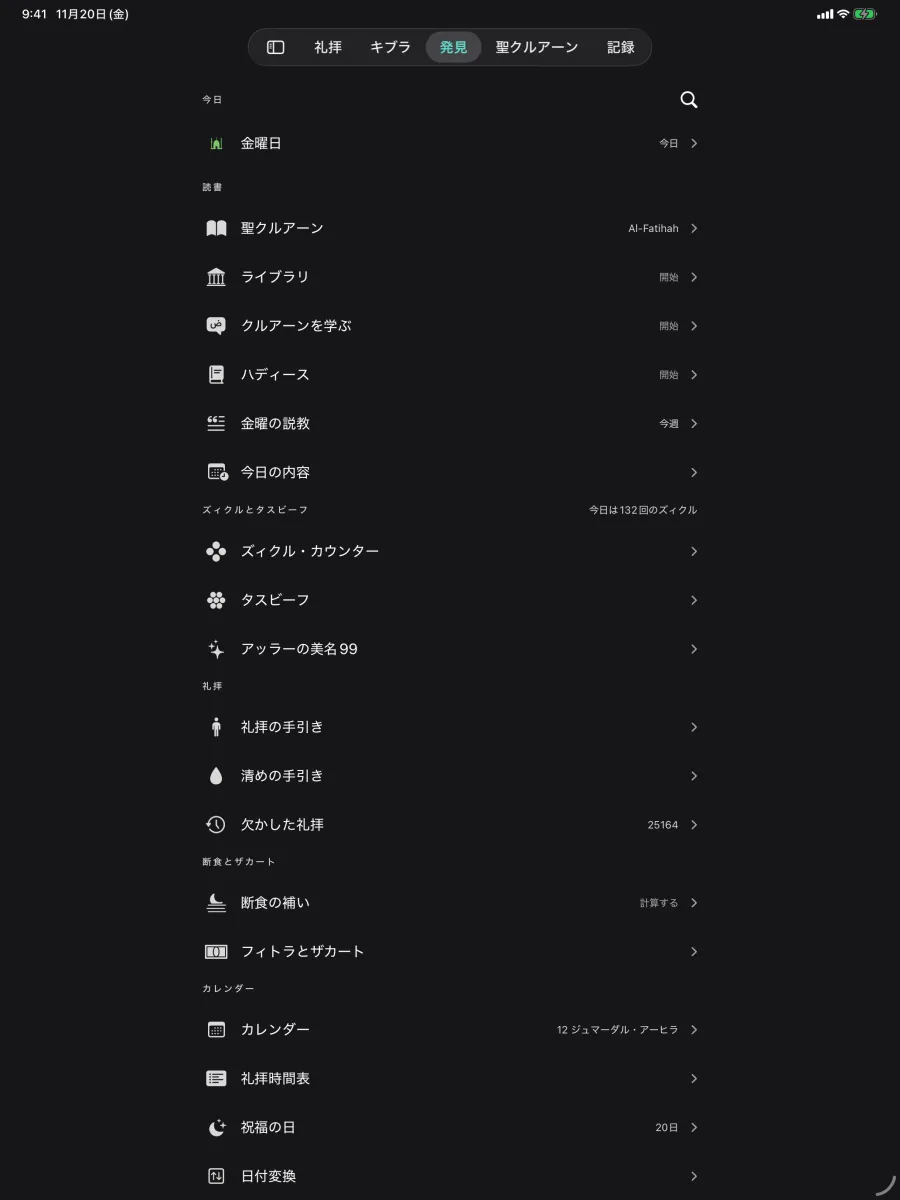 9:41 11月20日(金)
礼拝 キブラ 発見 聖クルアーン 記録
今日
金曜日 今日
読書
聖クルアーン Al-Fatihah
ライブラリ 開始
クルアーンを学ぶ 開始
ハディース 開始
金曜の説教 今週
今日の内容
ズィクルとタスビーフ 今日は132回のズィクル
ズィクル・カウンター
タスビーフ
アッラーの美名99
礼拝
礼拝の手引き
清めの手引き
欠かした礼拝 25164
断食とザカート
断食の補い 計算する
フィトラとザカート
カレンダー
カレンダー 12 ジュマーダル・アーヒラ
礼拝時間表
祝福の日 20日
日付変換